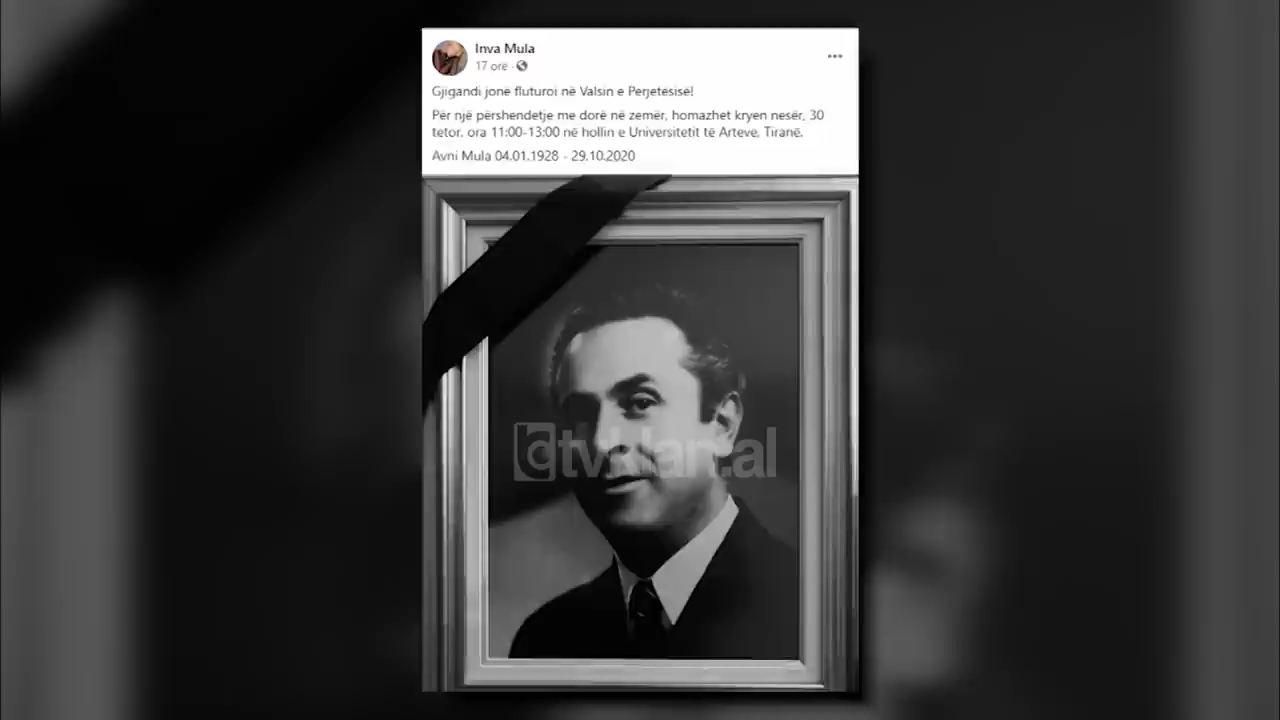 Inva Mula
17 orë
Gjigandi jonë fluturoi në Valsin e Përjetësisë!
Për një përshendetje me dorë në zemër, homazhet kryen nesër, 30
tetor, ora 11:00-13:00 në hollin e Universitetit të Arteve, Tiranë.
Avni Mula 04.01.1928 - 29.10.2020
tvklan.al